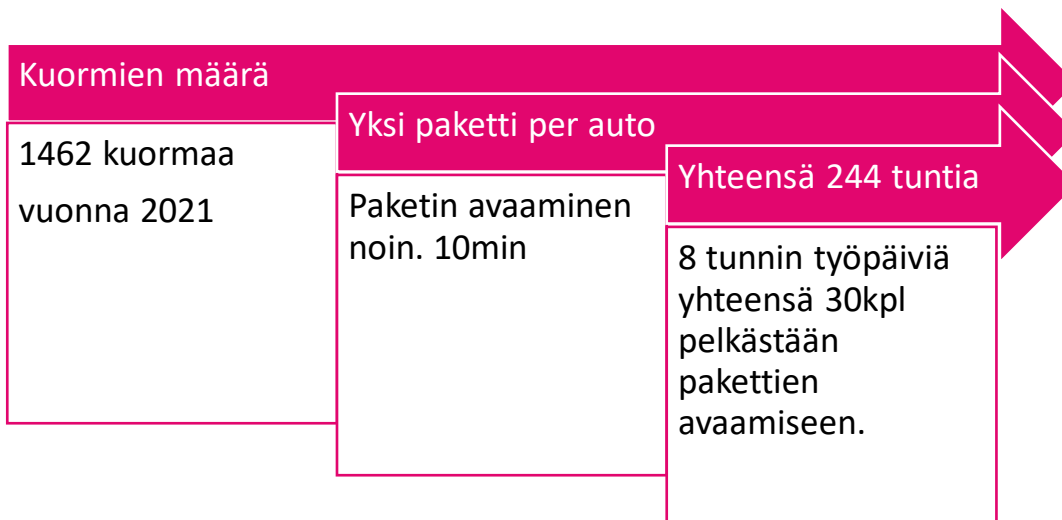 Kuormien määrä
1462 kuormaa
vuonna 2021
Yksi paketti per auto
Paketin avaaminen
noin. 10min
Yhteensä 244 tuntia
8 tunnin työpäiviä
yhteensä 30kpl
pelkästään
pakettien
avaamiseen.